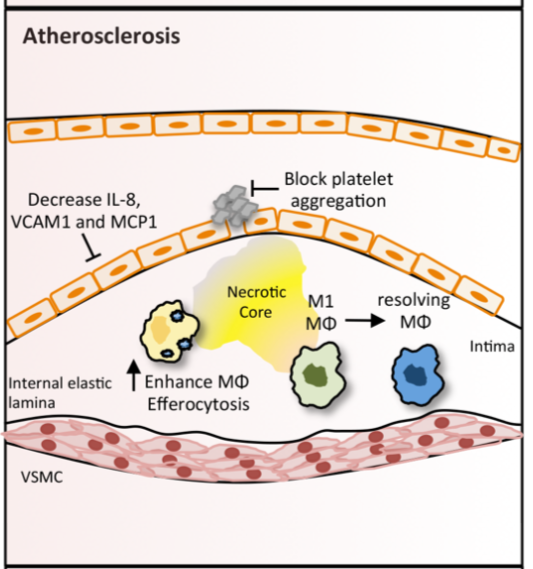 Atherosclerosis
Block platelet
aggregation
Decrease IL-8,
VCAM1 and MCP1
Necrotic
Core
M1
MΦ
resolving
MΦ
Intima
Internal elastic
lamina
Enhance MΦ
Efferocytosis
VSMC